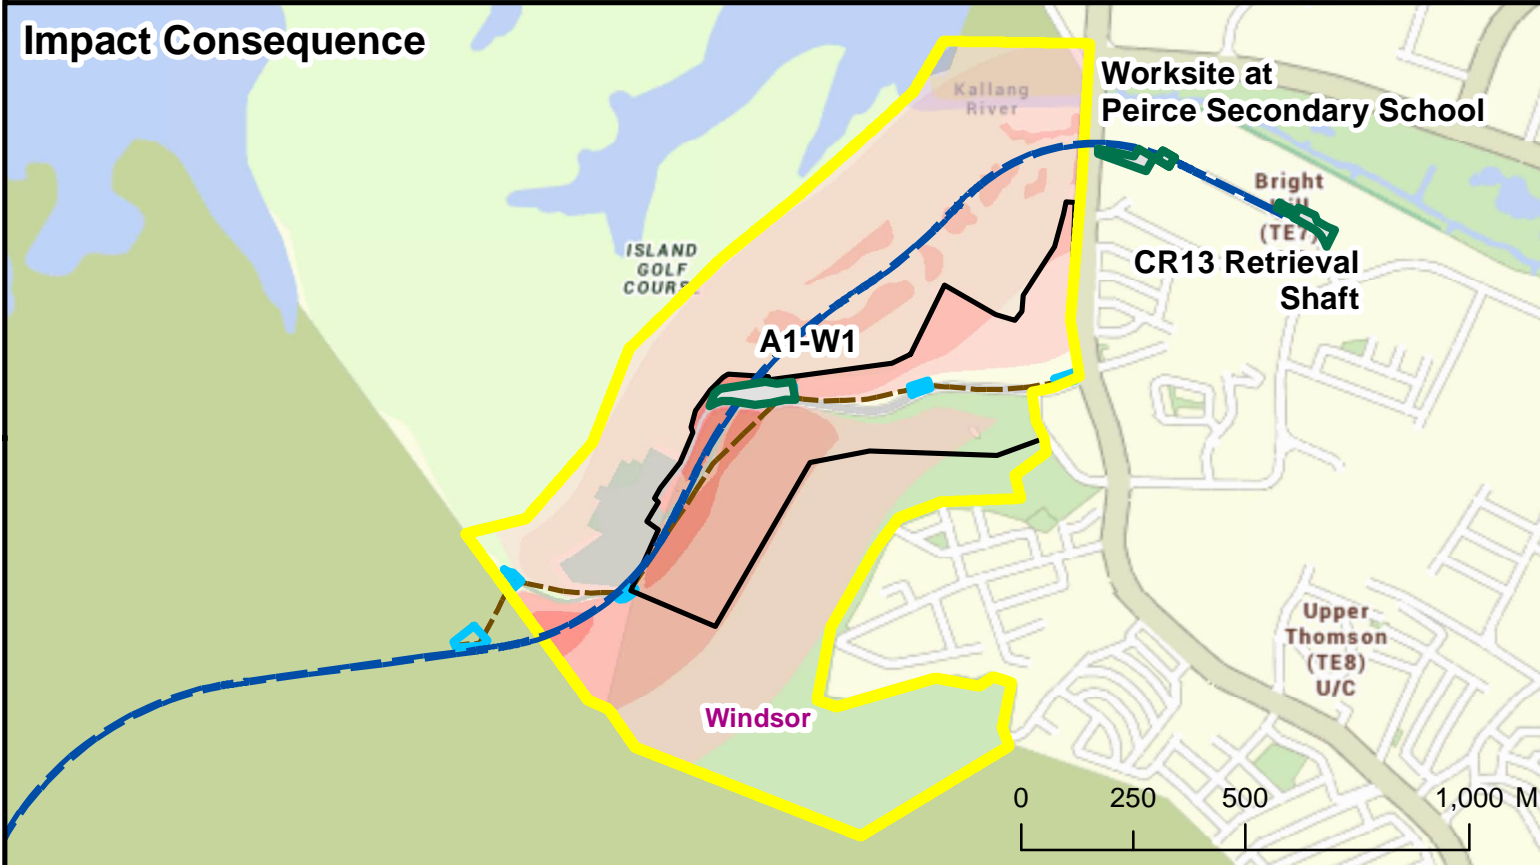 Impact Consequence
Kallang
River
Worksite at
Peirce Secondary School
Bright
(TE7)
CR13 Retrieval
Shaft
ISLAND
GOLF
COURSE
A1-W1
Upper
Thomson
(TE8)
U/C
Windsor
0 250 500 1,000 M